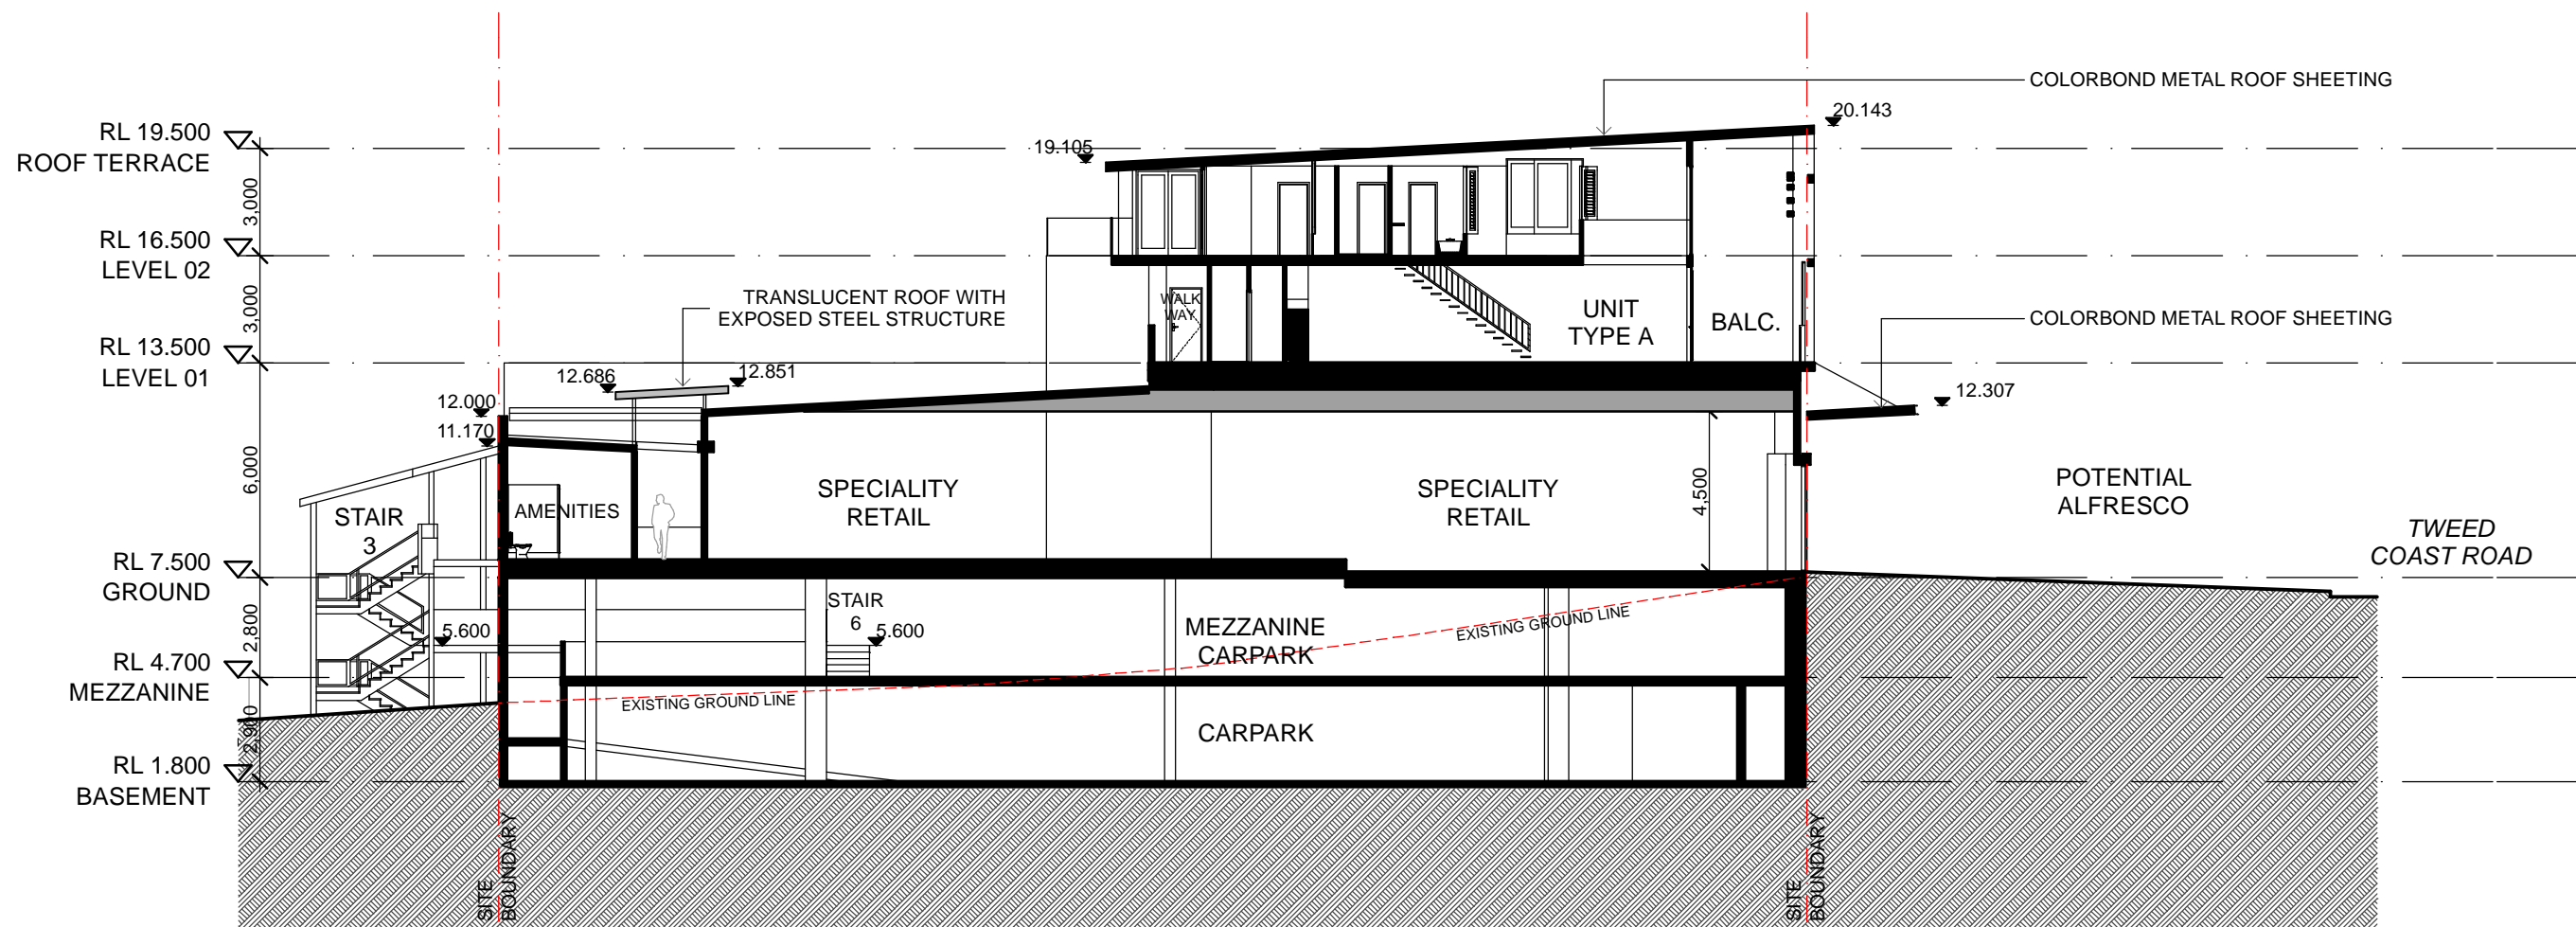 COLORBOND METAL ROOF SHEETING
20.143
RL 19.500
ROOF TERRACE
19.105
3,000
RL 16.500
LEVEL 02
TRANSLUCENT ROOF WITH
EXPOSED STEEL STRUCTURE
3,000
WALK
WAY
UNIT
TYPE A
BALC.
COLORBOND METAL ROOF SHEETING
RL 13.500
LEVEL 01
12.686
12.851
12.307
12.000
11.170
6,000
SPECIALITY
RETAIL
SPECIALITY
RETAIL
4,500
POTENTIAL
ALFRESCO
AMENITIES
STAIR
3
TWEED
COAST ROAD
RL 7.500
GROUND
2,800
5.600
STAIR
6
5.600
MEZZANINE
CARPARK
EXISTING GROUND LINE
RL 4.700
MEZZANINE
EXISTING GROUND LINE
2,900
CARPARK
RL 1.800
BASEMENT
SITE
BOUNDARY
SITE
BOUNDARY